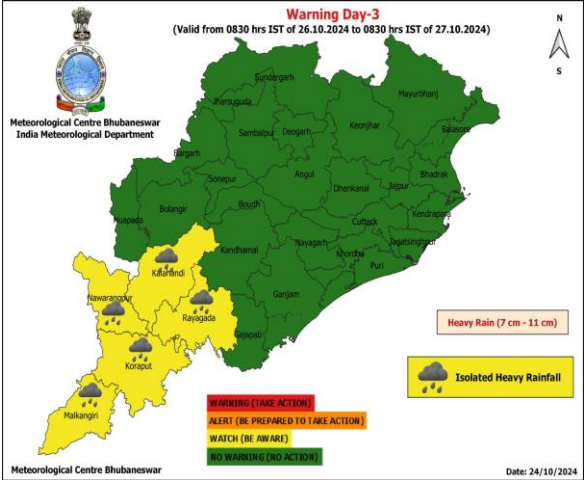 Warning Day-3
(Valid from 0830 hrs IST of 26.10.2024 to 0830 hrs IST of 27.10.2024)
N
S
Meteorological Centre Bhubaneswar
India Meteorological Department
Sundergarh
Mayurbhanj
Jharsuguda
Keonjhar
Sambalpur
Deogarh
Balasore
Bargarh
Bhadrak
Sonepur
Angul
Dhenkanal
Jajpur
Bolangir
Boudh
Kendrapara
Nuapada
Cuttack
Jagatsinghpur
Kandhamal
Nayagarh
Khordha
Puri
Kalahandi
Nawarangpur
Rayagada
Ganjam
Gajapati
Koraput
Malkangiri
Heavy Rain (7 cm - 11 cm)
Isolated Heavy Rainfall
WARNING (TAKE ACTION)
ALERT (BE PREPARED TO TAKE ACTION)
WATCH (BE AWARE)
NO WARNING (NO ACTION)
Meteorological Centre Bhubaneswar
Date: 24/10/2024